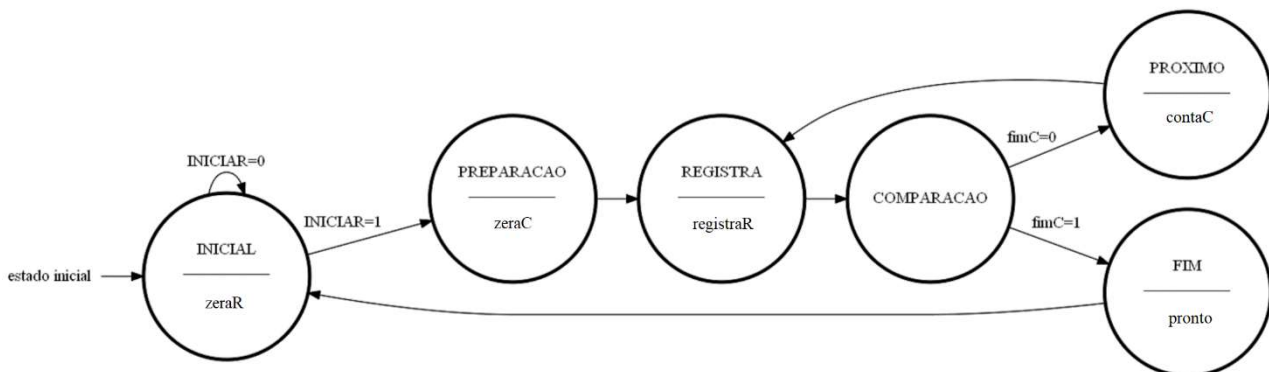 estado inicial
INICIAR=0
INICIAL
zeraR
INICIAR=1
PREPARACAO
zeraC
REGISTRA
registraR
COMPARACAO
fimC=0
PROXIMO
contaC
fimC=1
FIM
pronto